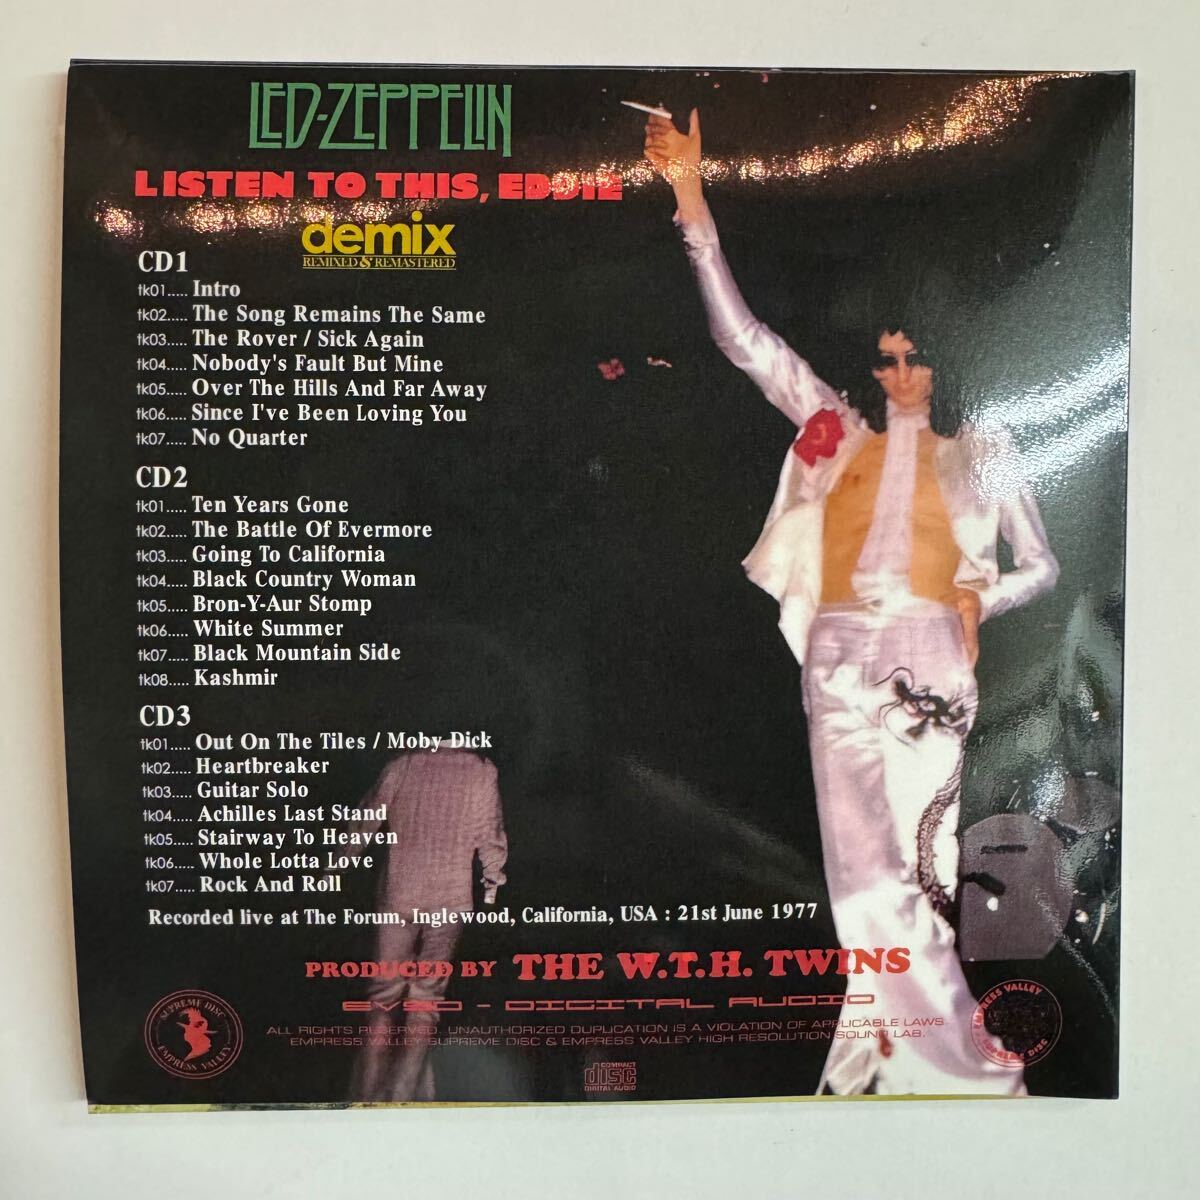 LED-ZEPPELIN
LISTEN TO THIS, EDDIE
demix
REMIXED & REMASTERED
CD1
tk01..... Intro
tk02..... The Song Remains The Same
tk03..... The Rover / Sick Again
tk04..... Nobody's Fault But Mine
tk05..... Over The Hills And Far Away
tk06..... Since I've Been Loving You
tk07..... No Quarter
CD2
tk01..... Ten Years Gone
tk02..... The Battle Of Evermore
tk03..... Going To California
tk04..... Black Country Woman
tk05..... Bron-Y-Aur Stomp
tk06..... White Summer
tk07..... Black Mountain Side
tk08..... Kashmir
CD3
tk01..... Out On The Tiles / Moby Dick
tk02..... Heartbreaker
tk03..... Guitar Solo
tk04..... Achilles Last Stand
tk05..... Stairway To Heaven
tk06..... Whole Lotta Love
tk07..... Rock And Roll
Recorded live at The Forum, Inglewood, California, USA : 21st June 1977
PRODUCED BY THE W.T.H. TWINS
EVSD - DIGITAL AUDIO
ALL RIGHTS RESERVED. UNAUTHORIZED DUPLICATION IS A VIOLATION OF APPLICABLE LAWS
EMPRESS VALLEY SUPREME DISC & EMPRESS VALLEY HIGH RESOLUTION SOUND LAB.
SUPREME DISC
EMPRESS VALLEY
EMPRESS VALLEY
SUPREME DISC
COMPACT
disc
DIGITAL AUDIO